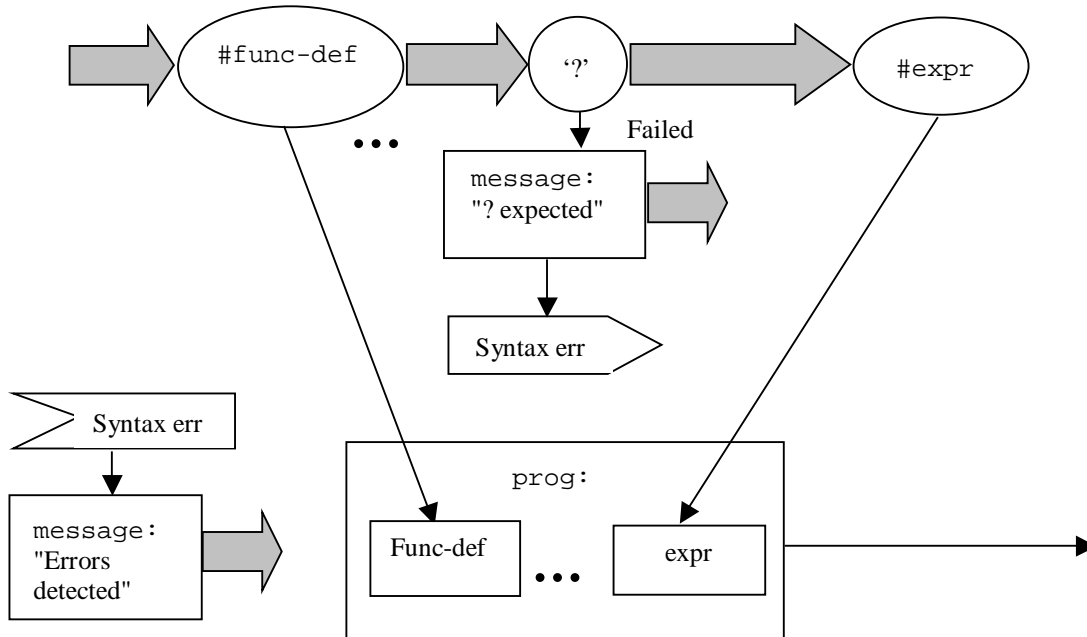 #func-def
‘?’
#expr
•••
Failed
message:
"? expected"
Syntax err
Syntax err
prog:
message:
"Errors
detected"
Func-def
•••
expr